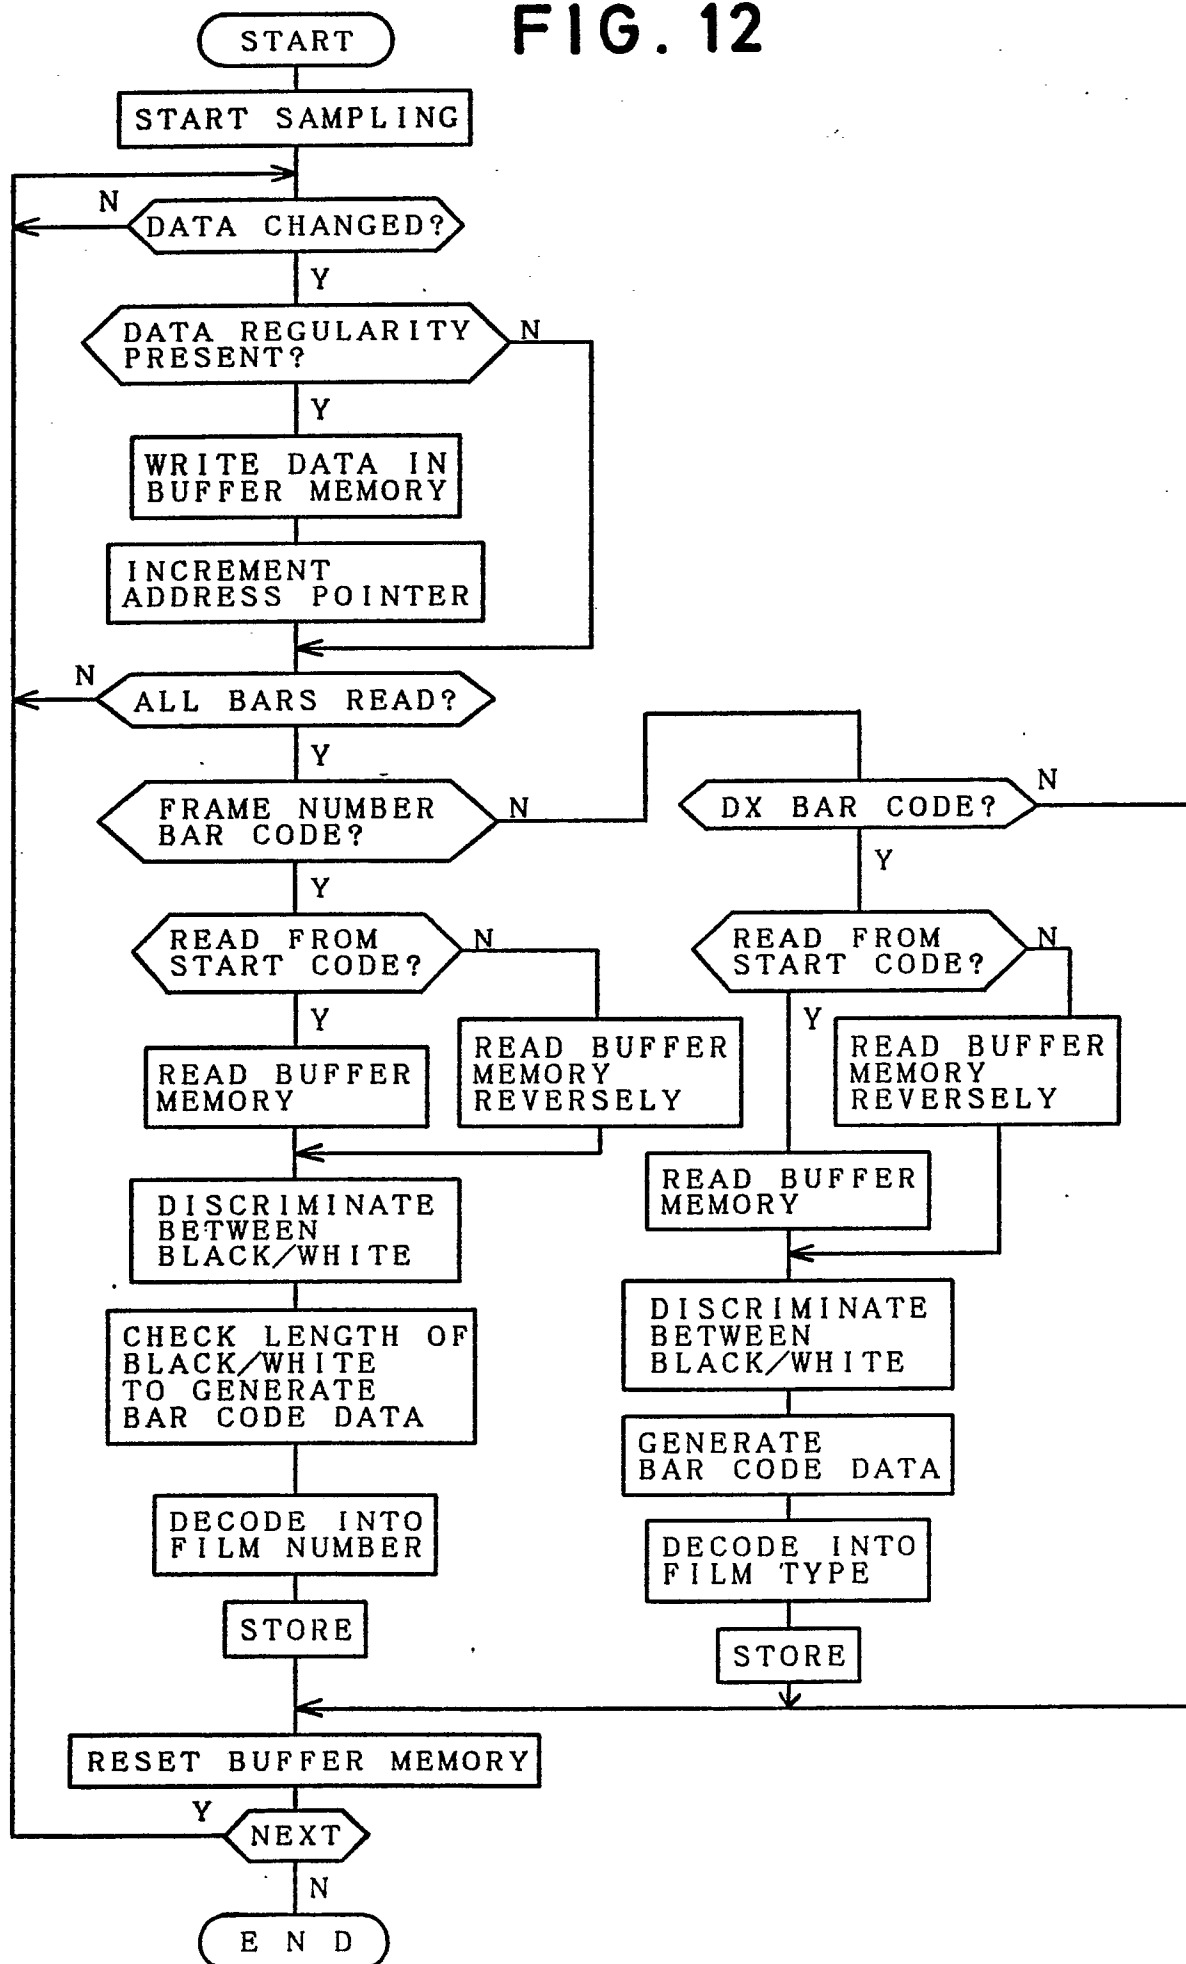 FIG. 12
START
START SAMPLING
N
DATA CHANGED?
Y
DATA REGULARITY
PRESENT?
N
Y
WRITE DATA IN
BUFFER MEMORY
INCREMENT
ADDRESS POINTER
N
ALL BARS READ?
Y
FRAME NUMBER
BAR CODE?
N
Y
READ FROM
START CODE?
N
Y
READ BUFFER
MEMORY
READ BUFFER
MEMORY
REVERSELY
DISCRIMINATE
BETWEEN
BLACK/WHITE
CHECK LENGTH OF
BLACK/WHITE
TO GENERATE
BAR CODE DATA
DECODE INTO
FILM NUMBER
STORE
DX BAR CODE?
N
Y
READ FROM
START CODE?
N
Y
READ BUFFER
MEMORY
REVERSELY
READ BUFFER
MEMORY
DISCRIMINATE
BETWEEN
BLACK/WHITE
GENERATE
BAR CODE DATA
DECODE INTO
FILM TYPE
STORE
RESET BUFFER MEMORY
Y
NEXT
N
END